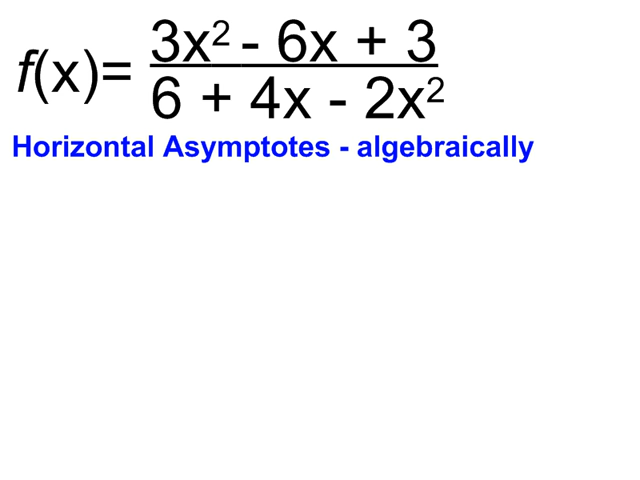 f(x)= 3x² - 6x + 3
6 + 4x - 2x²
Horizontal Asymptotes - algebraically